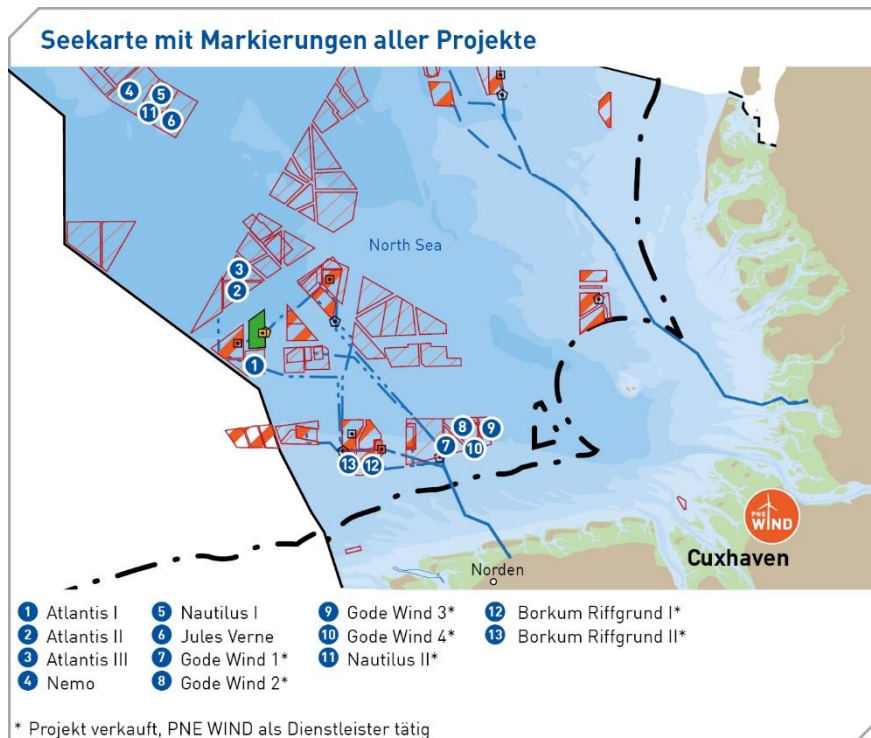 Seekarte mit Markierungen aller Projekte
4 5
11 6
North Sea
3
2
1
8 9
7 10
13 12
PNE
WIND
Cuxhaven
Norden
1 Atlantis I
2 Atlantis II
3 Atlantis III
4 Nemo
5 Nautilus I
6 Jules Verne
7 Gode Wind 1*
8 Gode Wind 2*
9 Gode Wind 3*
10 Gode Wind 4*
11 Nautilus II*
12 Borkum Riffgrund I*
13 Borkum Riffgrund II*
* Projekt verkauft, PNE WIND als Dienstleister tätig